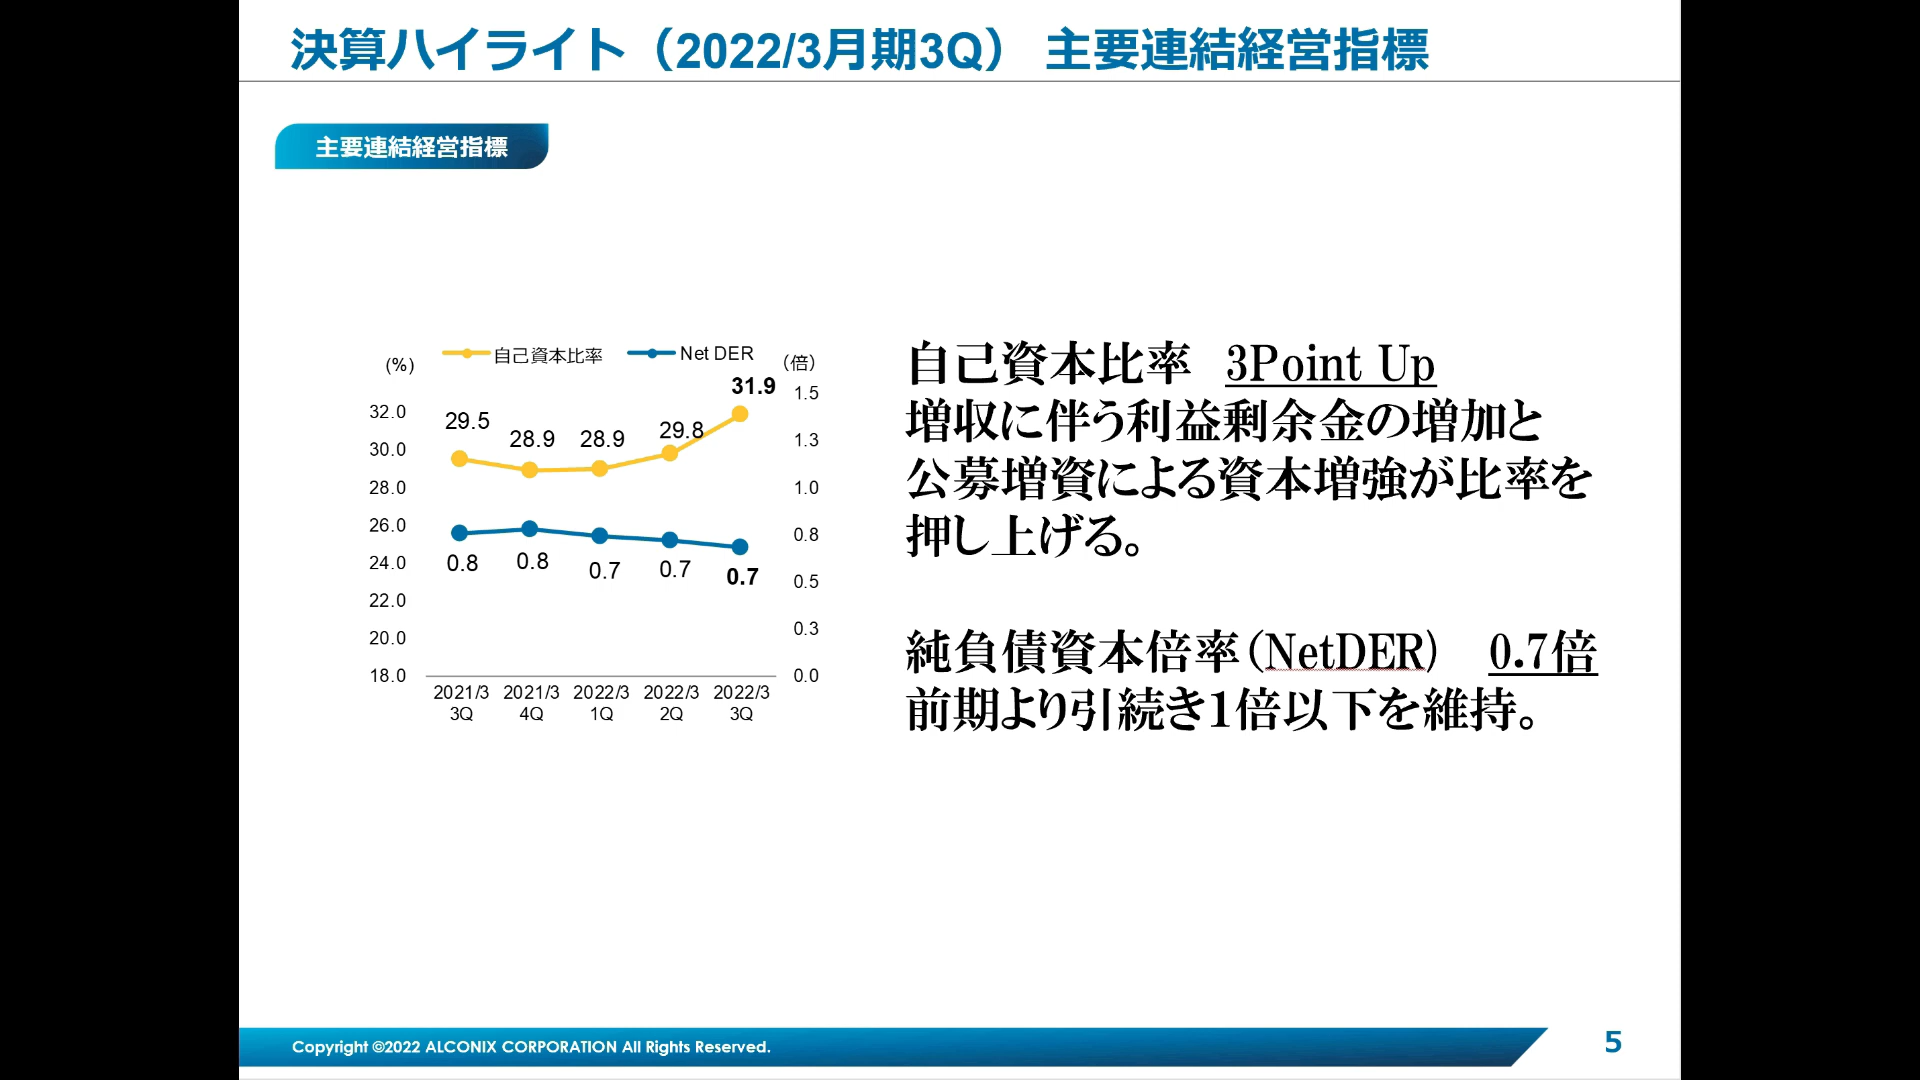 決算ハイライト（2022/3月期3Q） 主要連結経営指標
主要連結経営指標
(%)
自己資本比率
Net DER
（倍）
32.0
30.0
28.0
26.0
24.0
22.0
20.0
18.0
29.5
28.9
28.9
29.8
31.9
0.8
0.8
0.7
0.7
0.7
1.5
1.3
1.0
0.8
0.5
0.3
0.0
2021/3 2021/3 2022/3 2022/3 2022/3
3Q 4Q 1Q 2Q 3Q
自己資本比率 3Point Up
増収に伴う利益剰余金の増加と
公募増資による資本増強が比率を
押し上げる。
純負債資本倍率（NetDER） 0.7倍
前期より引続き1倍以下を維持。
Copyright ©2022 ALCONIX CORPORATION All Rights Reserved.
5